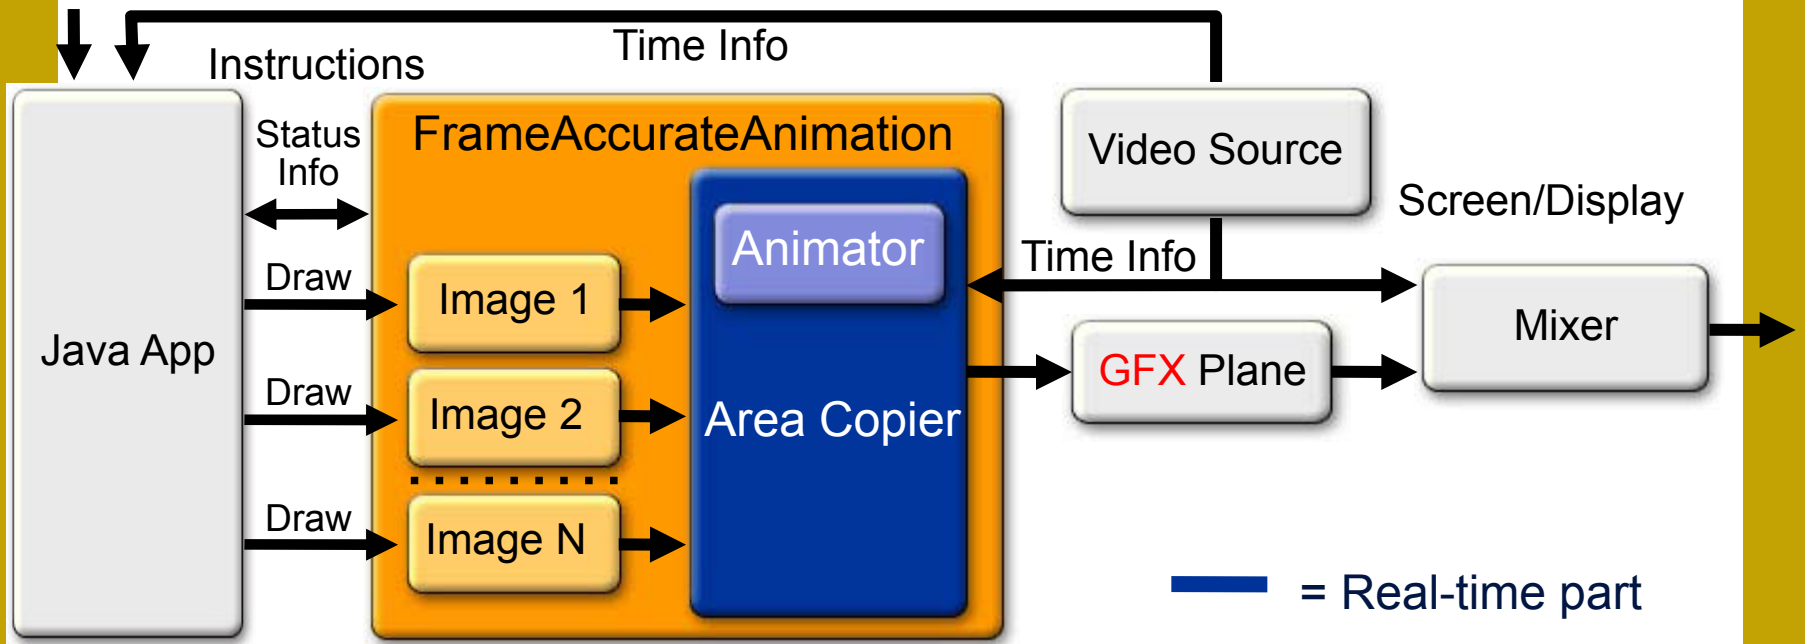 Time Info
Instructions
Status
Info
FrameAccurateAnimation
Video Source
Screen/Display
Animator
Time Info
Draw
Image 1
Java App
Mixer
GFX Plane
Draw
Image 2
Area Copier
Draw
Image N
= Real-time part